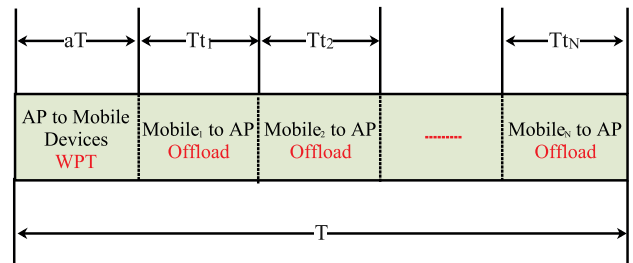 aT Tt₁ Tt₂ Ttₙ
AP to Mobile
Devices
WPT
Mobile₁ to AP
Offload
Mobile₂ to AP
Offload
---------
Mobile_N to AP
Offload
T